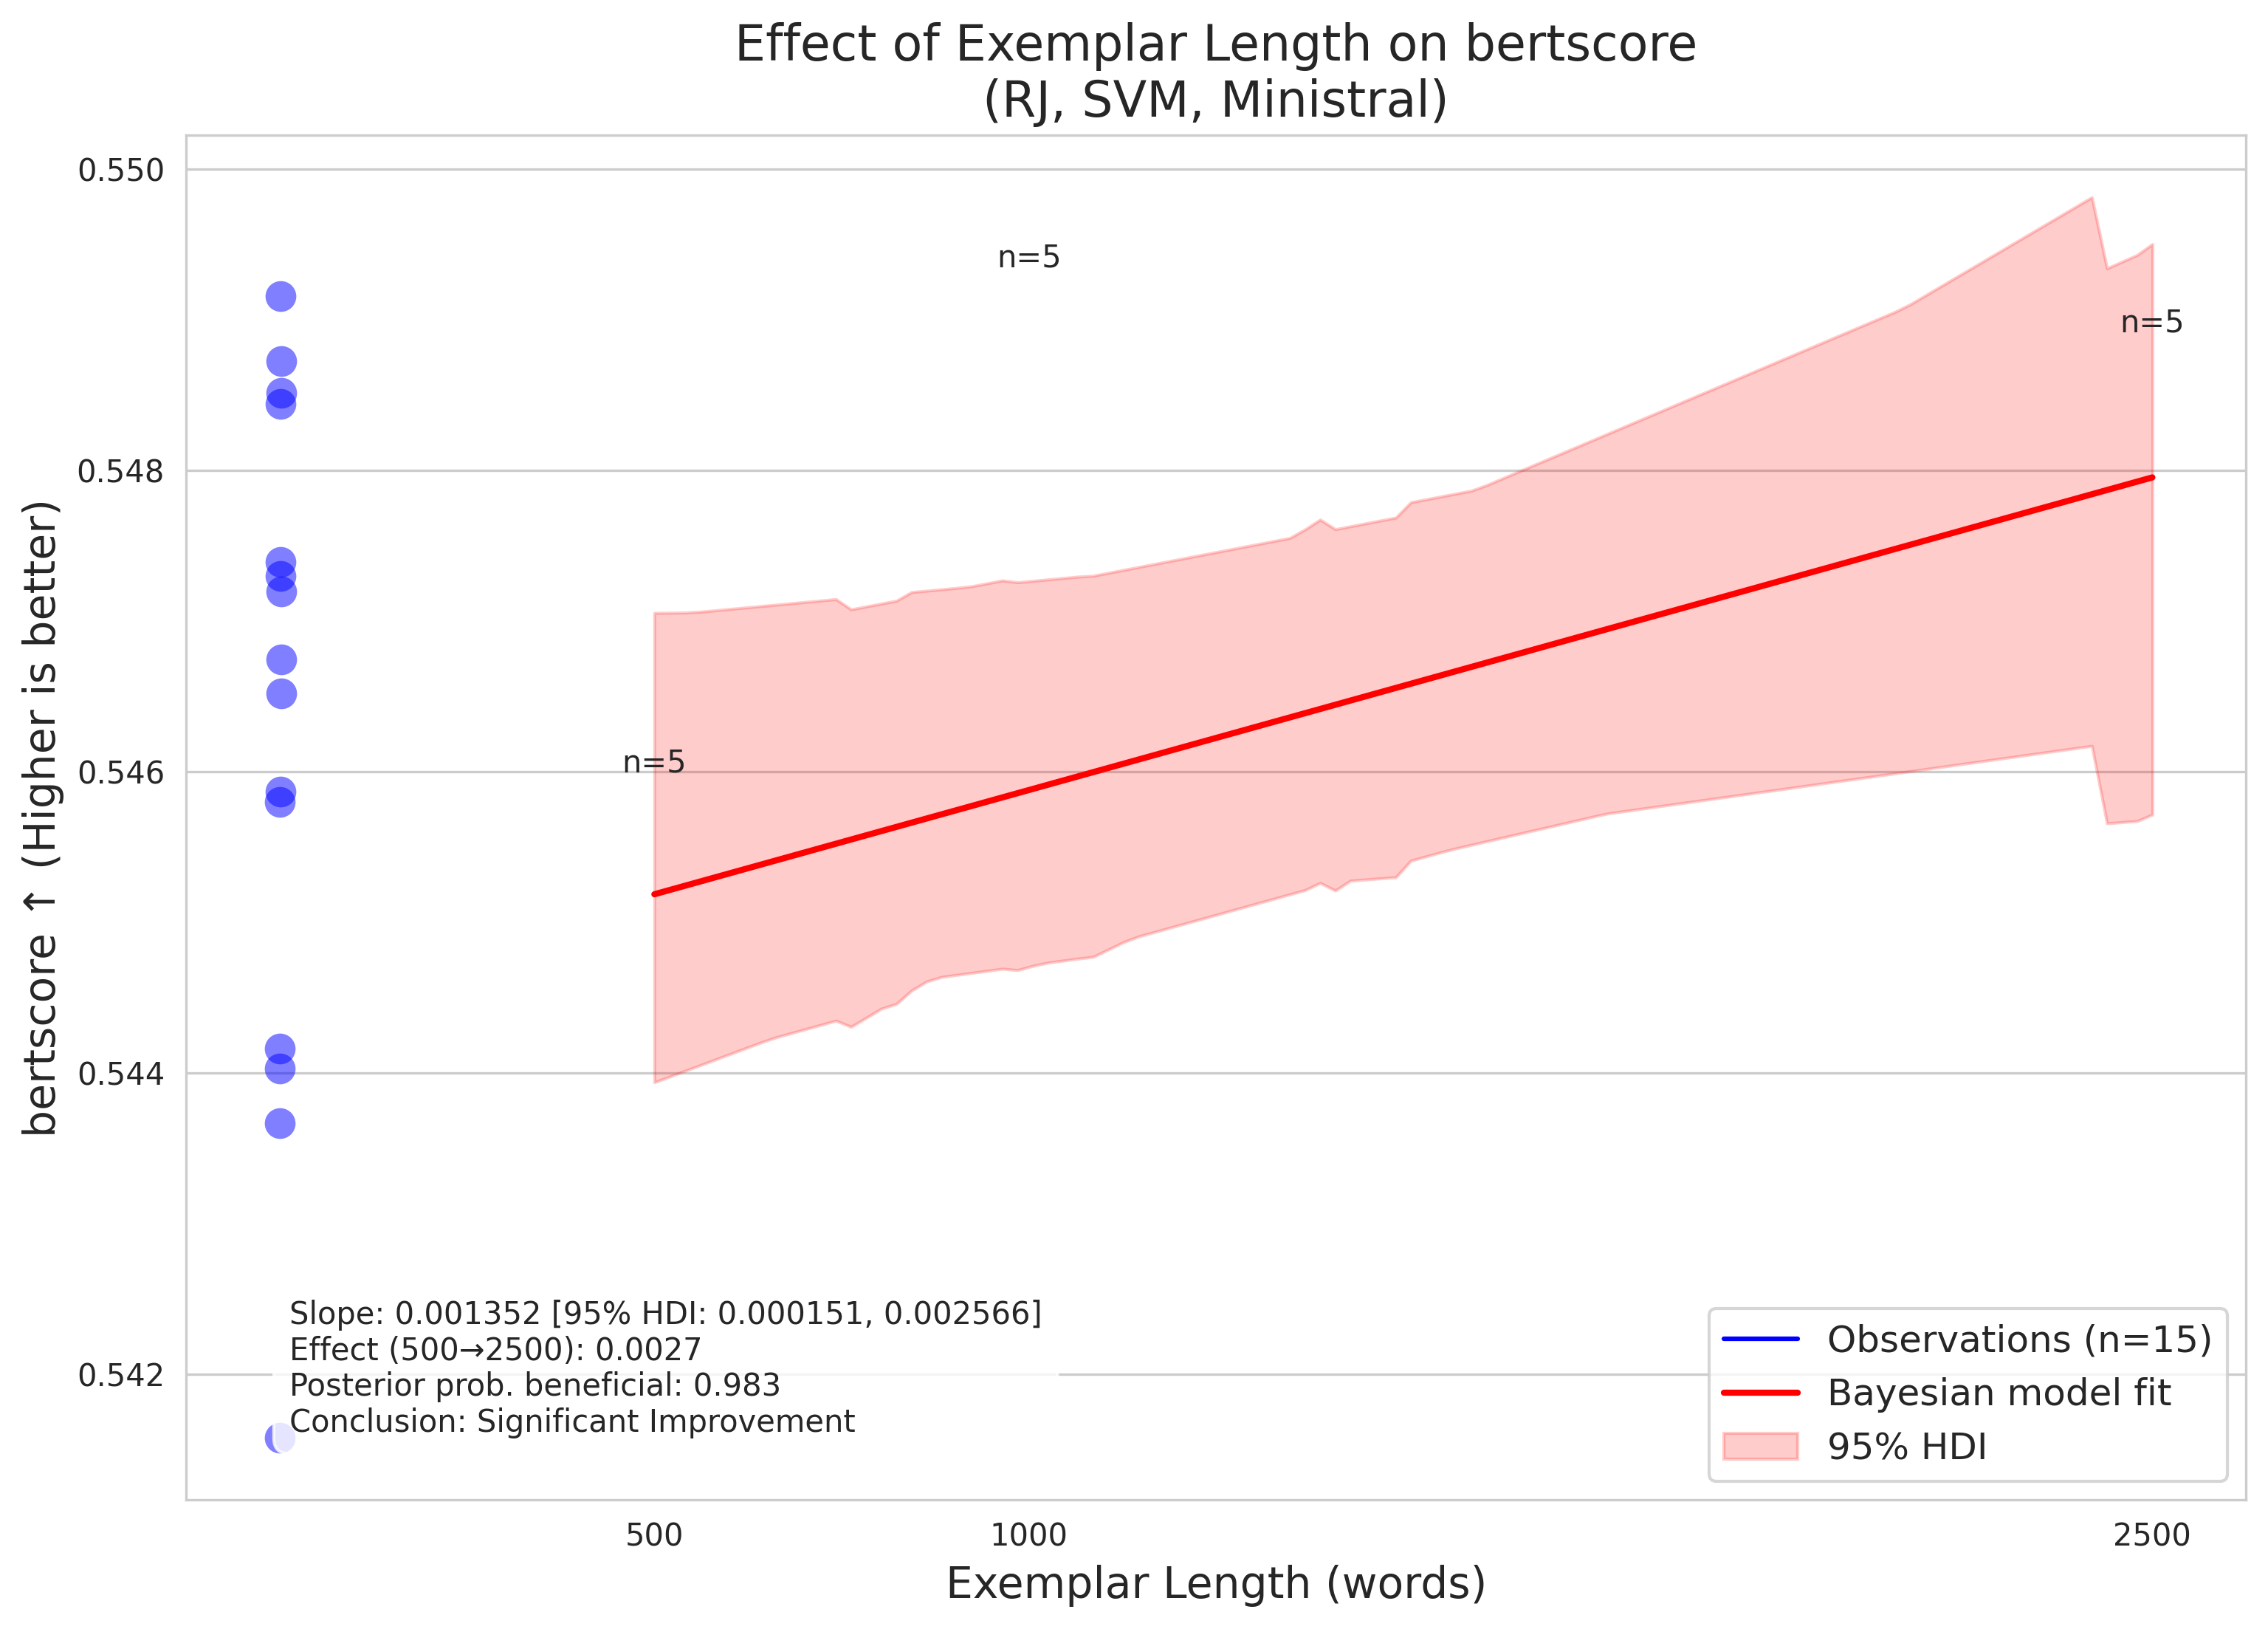 Effect of Exemplar Length on bertscore
(RJ, SVM, Ministral)
bertscore ↑ (Higher is better)
0.550
0.548
0.546
0.544
0.542
n=5
n=5
n=5
Slope: 0.001352 [95% HDI: 0.000151, 0.002566]
Effect (500→2500): 0.0027
Posterior prob. beneficial: 0.983
Conclusion: Significant Improvement
Observations (n=15)
Bayesian model fit
95% HDI
500
1000
2500
Exemplar Length (words)